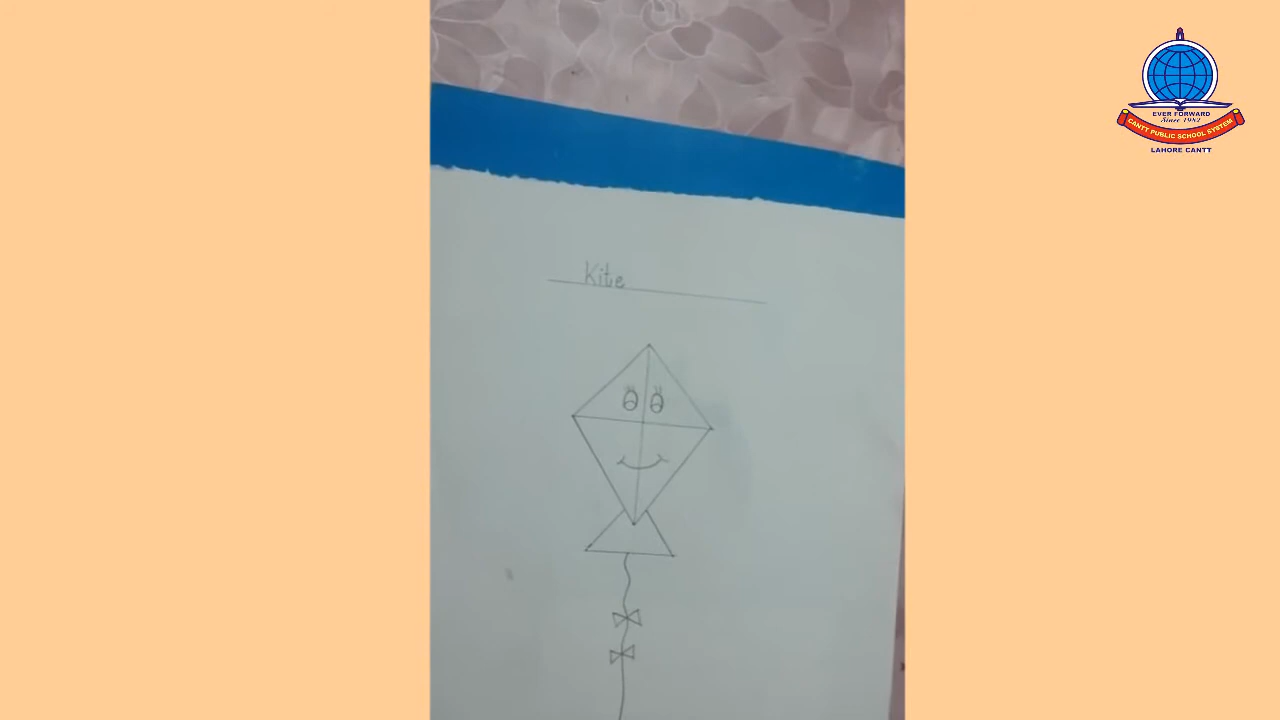 Kite
EVER FORWARD
Since 1982
CANTT PUBLIC SCHOOL SYSTEM
LAHORE CANTT